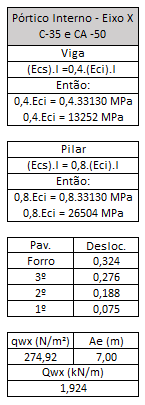 Pórtico Interno - Eixo X
C-35 e CA -50
Viga
(Ecs).I =0,4.(Eci).I
Então:
0,4.Eci = 0,4.33130 MPa
0,4.Eci = 13252 MPa
Pilar
(Ecs).I = 0,8.(Eci).I
Então:
0,8.Eci = 0,8.33130 MPa
0,8.Eci = 26504 MPa
Pav. Desloc.
Forro 0,324
3º 0,276
2º 0,188
1º 0,075
qwx (N/m²) Ae (m)
274,92 7,00
Qwx (kN/m)
1,924